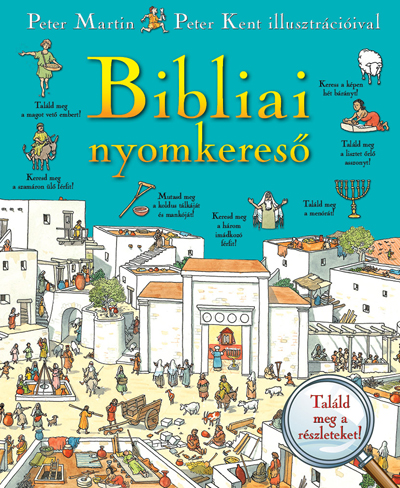 Peter Martin Peter Kent illusztrációival
Bibliai
nyomkereső
Találd meg
a magot vető embert!
Keresd meg
a szamáron ülő férfit!
Mutasd meg
a koldus tálkáját
és mankóját!
Keresd meg
a három
imádkozó
férfit!
Találd meg
a menórát!
Keress a képen
hét bárányt!
Találd meg
a lisztet őrlő
asszonyt!
Találd
meg a
részleteket!